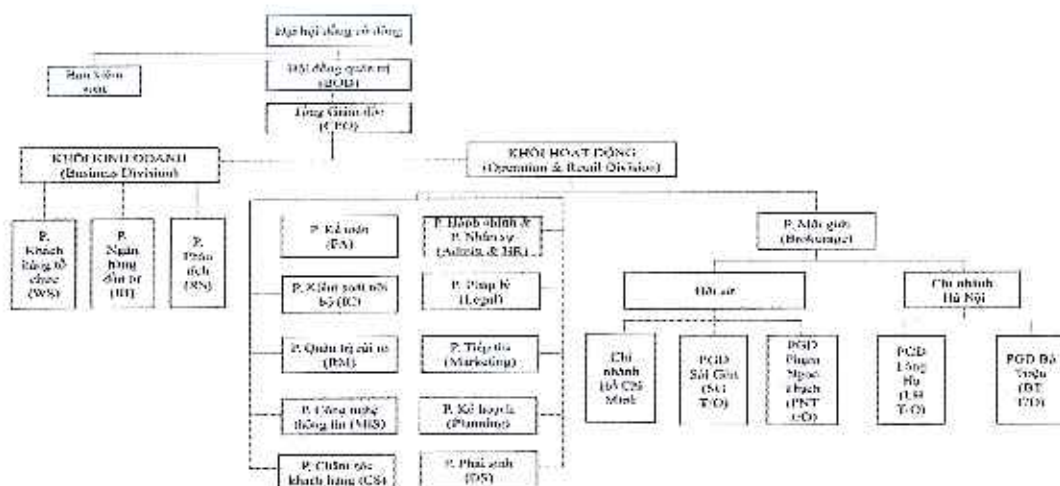 Đại hội đồng cổ đông
Ban kiểm
soát
Hội đồng quản trị
(BOD)
Tổng Giám đốc
(CEO)
KHỐI KINH DOANH
(Business Division)
KHỐI HOẠT ĐỘNG
(Operation & Retail Division)
P.
Khách
hàng tổ
chức
(WS)
P.
Ngân
hàng
đầu tư
(IB)
P.
Phân
tích
(RS)
P. Kế toán
(FA)
P. Hành chính &
P. Nhân sự
(Admin & HR)
P. Kiểm soát nội
bộ (IC)
P. Pháp lý
(Legal)
P. Quản trị rủi ro
(RM)
P. Tiếp thị
(Marketing)
P. Công nghệ
thông tin (MIS)
P. Kế hoạch
(Planning)
P. Chăm sóc
khách hàng (CS)
P. Phái sinh
(DS)
P. Môi giới
(Brokerage)
Hội sở
Chi nhánh
Hà Nội
Chi
nhánh
Hồ Chí
Minh
PGD
Sài Gòn
(SG
T/O)
PGD
Phạm
Ngọc
Thạch
(PNT
T/O)
PGD
Láng
Hạ
(LH
T/O)
PGD Bà
Triệu
(BT
T/O)